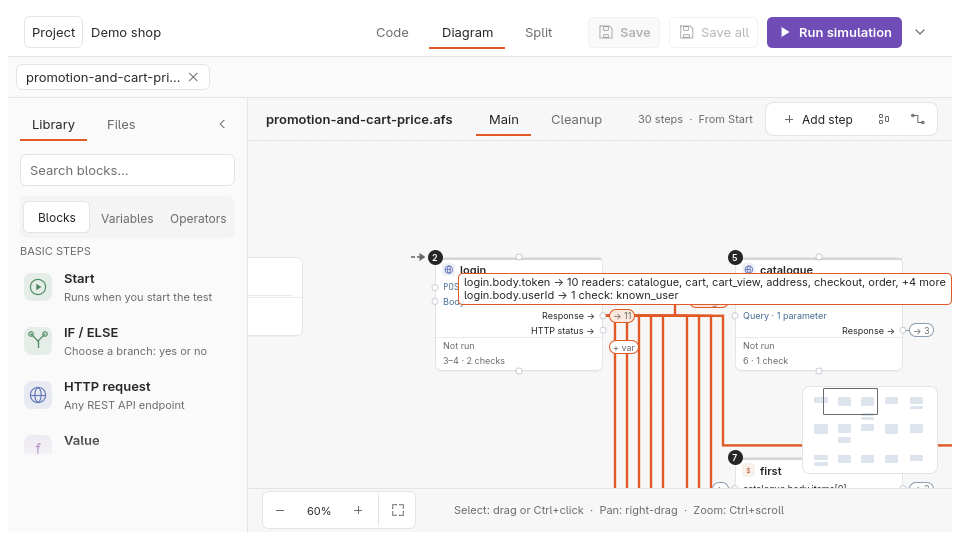 Project
Demo shop
Code
Diagram
Split
Save
Save all
Run simulation
promotion-and-cart-pri...
Library
Files
promotion-and-cart-price.afs
Main
Cleanup
30 steps · From Start
Add step
Search blocks...
Blocks
Variables
Operators
BASIC STEPS
Start
Runs when you start the test
IF / ELSE
Choose a branch: yes or no
HTTP request
Any REST API endpoint
Value
2
login
5
catalogue
login.body.token → 10 readers: catalogue, cart, cart_view, address, checkout, order, +4 more
login.body.userId → 1 check: known_user
Response →
→ 11
HTTP status →
+ var
Not run
3–4 · 2 checks
Query · 1 parameter
Response →
→ 3
Not run
6 · 1 check
7
first
60%
Select: drag or Ctrl+click · Pan: right-drag · Zoom: Ctrl+scroll